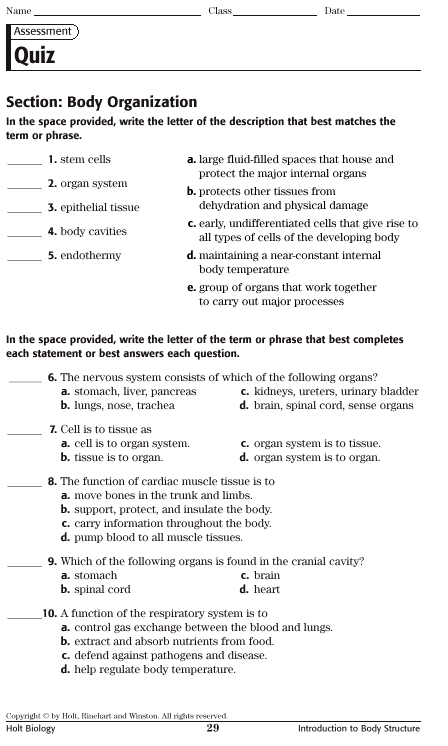 Name Class Date
Assessment
Quiz
Section: Body Organization
In the space provided, write the letter of the description that best matches the
term or phrase.
1. stem cells
2. organ system
3. epithelial tissue
4. body cavities
5. endothermy
a. large fluid-filled spaces that house and
protect the major internal organs
b. protects other tissues from
dehydration and physical damage
c. early, undifferentiated cells that give rise to
all types of cells of the developing body
d. maintaining a near-constant internal
body temperature
e. group of organs that work together
to carry out major processes
In the space provided, write the letter of the term or phrase that best completes
each statement or best answers each question.
6. The nervous system consists of which of the following organs?
a. stomach, liver, pancreas c. kidneys, ureters, urinary bladder
b. lungs, nose, trachea d. brain, spinal cord, sense organs
7. Cell is to tissue as
a. cell is to organ system. c. organ system is to tissue.
b. tissue is to organ. d. organ system is to organ.
8. The function of cardiac muscle tissue is to
a. move bones in the trunk and limbs.
b. support, protect, and insulate the body.
c. carry information throughout the body.
d. pump blood to all muscle tissues.
9. Which of the following organs is found in the cranial cavity?
a. stomach c. brain
b. spinal cord d. heart
10. A function of the respiratory system is to
a. control gas exchange between the blood and lungs.
b. extract and absorb nutrients from food.
c. defend against pathogens and disease.
d. help regulate body temperature.
Copyright © by Holt, Rinehart and Winston. All rights reserved.
Holt Biology 29 Introduction to Body Structure